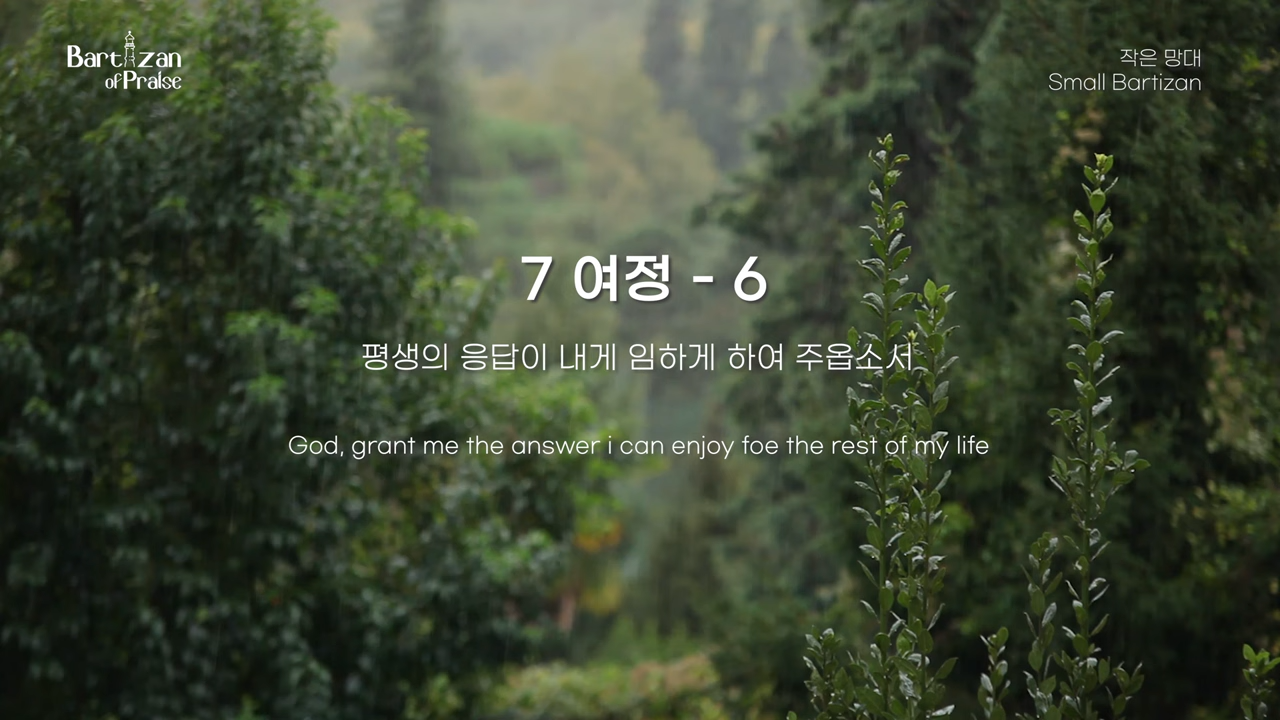 Bartizan
of Praise
작은 망대
Small Bartizan
7 여정 - 6
평생의 응답이 내게 임하게 하여 주옵소서
God, grant me the answer i can enjoy foe the rest of my life